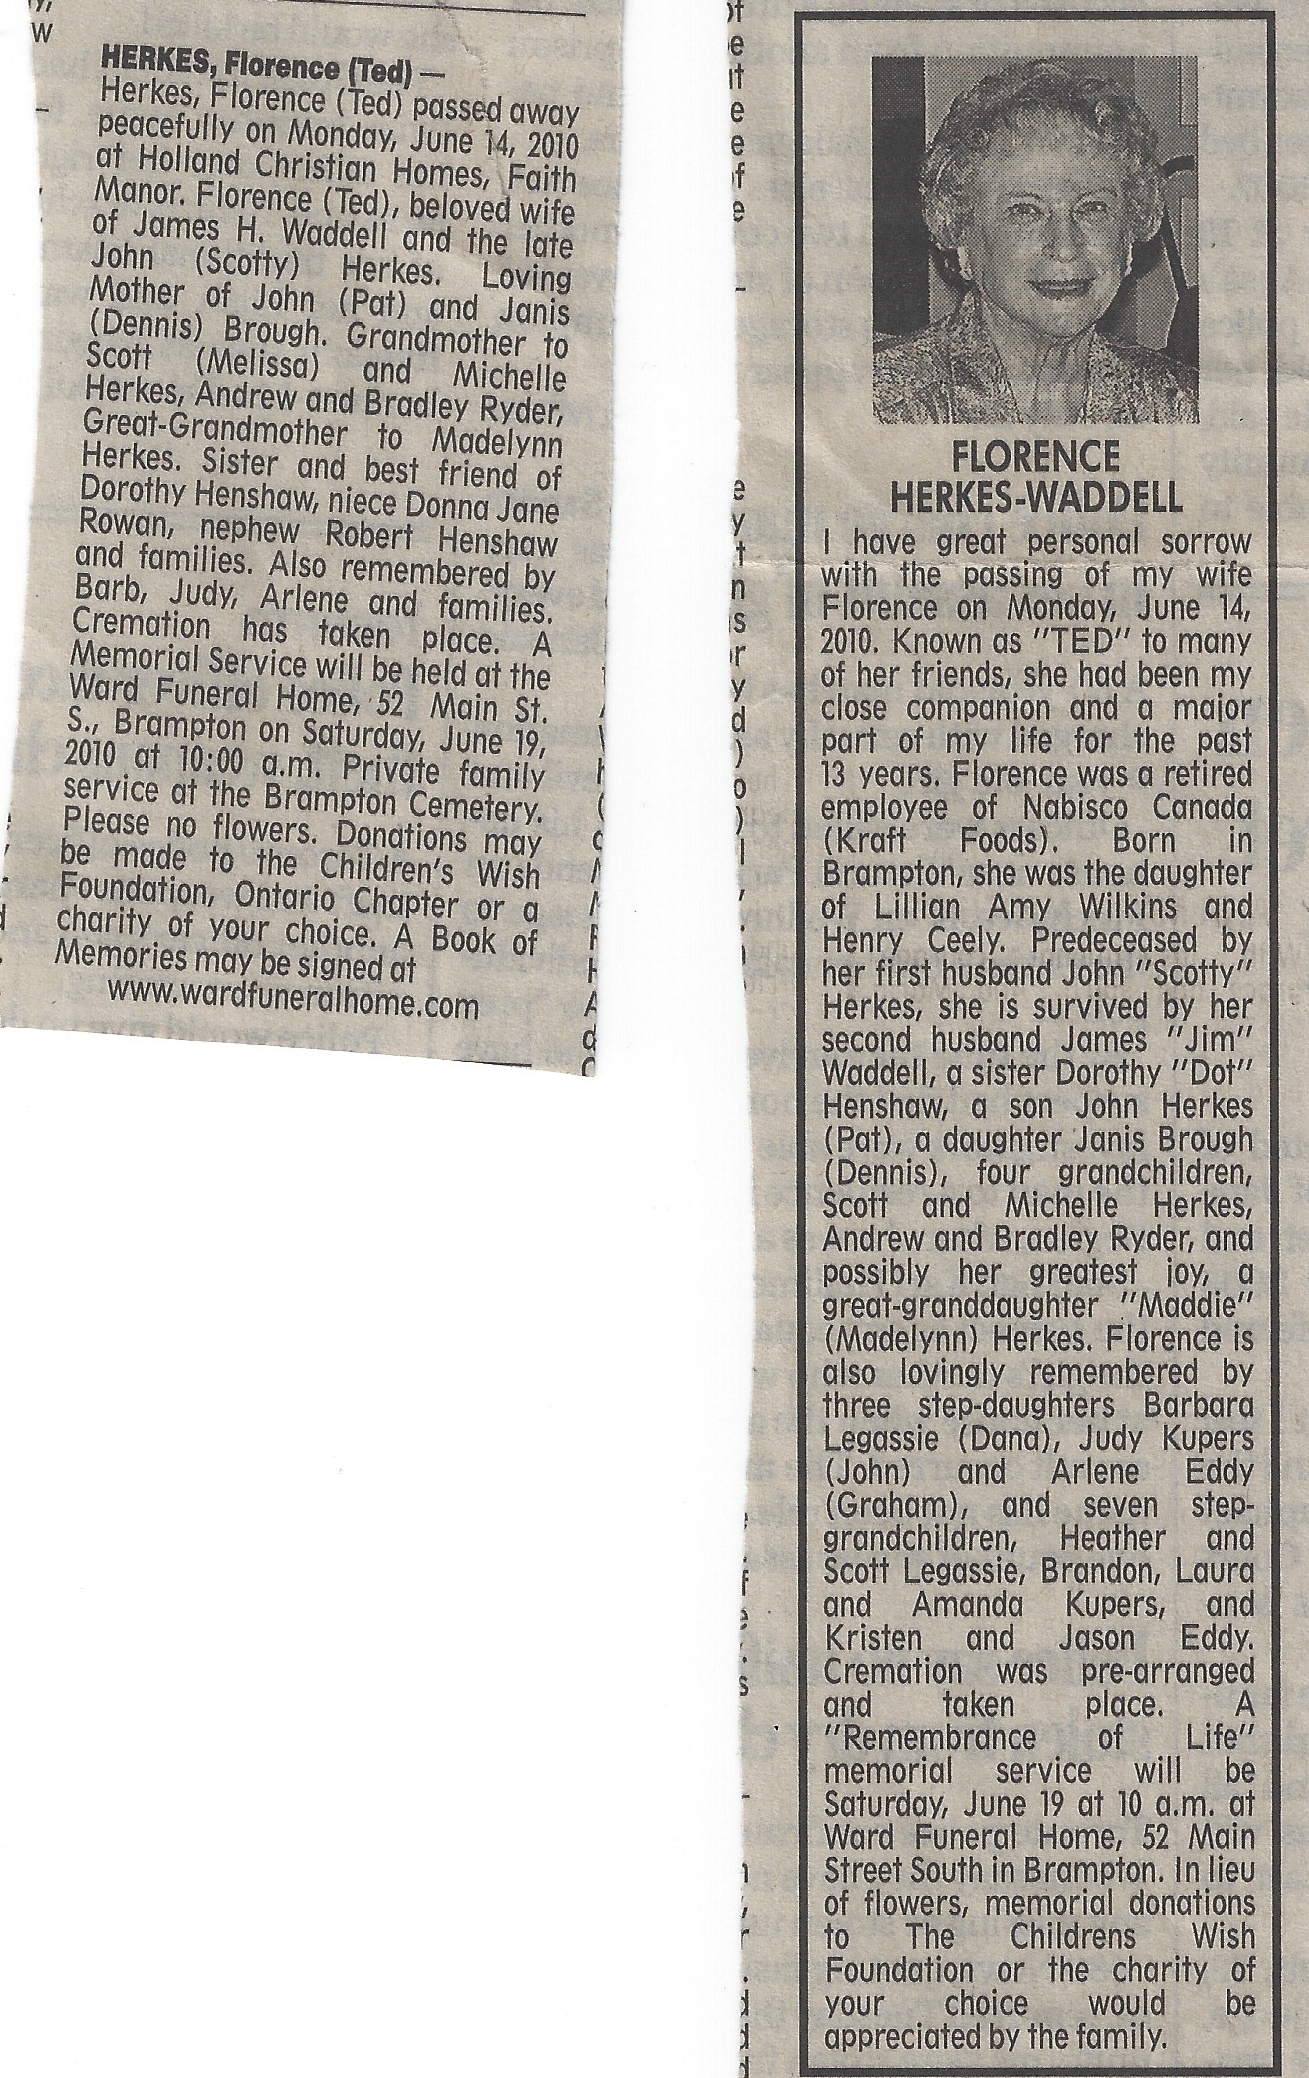 HERKES, Florence (Ted) —
Herkes, Florence (Ted) passed away
peacefully on Monday, June 14, 2010
at Holland Christian Homes, Faith
Manor. Florence (Ted), beloved wife
of James H. Waddell and the late
John (Scotty) Herkes. Loving
Mother of John (Pat) and Janis
(Dennis) Brough. Grandmother to
Scott (Melissa) and Michelle
Herkes, Andrew and Bradley Ryder,
Great-Grandmother to Madelynn
Herkes. Sister and best friend of
Dorothy Henshaw, niece Donna Jane
Rowan, nephew Robert Henshaw
and families. Also remembered by
Barb, Judy, Arlene and families.
Cremation has taken place. A
Memorial Service will be held at the
Ward Funeral Home, 52 Main St.
S., Brampton on Saturday, June 19,
2010 at 10:00 a.m. Private family
service at the Brampton Cemetery.
Please no flowers. Donations may
be made to the Children's Wish
Foundation, Ontario Chapter or a
charity of your choice. A Book of
Memories may be signed at
www.wardfuneralhome.com
FLORENCE
HERKES-WADDELL
I have great personal sorrow
with the passing of my wife
Florence on Monday, June 14,
2010. Known as "TED" to many
of her friends, she had been my
close companion and a major
part of my life for the past
13 years. Florence was a retired
employee of Nabisco Canada
(Kraft Foods). Born in
Brampton, she was the daughter
of Lillian Amy Wilkins and
Henry Ceely. Predeceased by
her first husband John "Scotty"
Herkes, she is survived by her
second husband James "Jim"
Waddell, a sister Dorothy "Dot"
Henshaw, a son John Herkes
(Pat), a daughter Janis Brough
(Dennis), four grandchildren,
Scott and Michelle Herkes,
Andrew and Bradley Ryder, and
possibly her greatest joy, a
great-granddaughter "Maddie"
(Madelynn) Herkes. Florence is
also lovingly remembered by
three step-daughters Barbara
Legassie (Dana), Judy Kupers
(John) and Arlene Eddy
(Graham), and seven step-
grandchildren, Heather and
Scott Legassie, Brandon, Laura
and Amanda Kupers, and
Kristen and Jason Eddy.
Cremation was pre-arranged
and taken place. A
"Remembrance of Life"
memorial service will be
Saturday, June 19 at 10 a.m. at
Ward Funeral Home, 52 Main
Street South in Brampton. In lieu
of flowers, memorial donations
to The Childrens Wish
Foundation or the charity of
your choice would be
appreciated by the family.